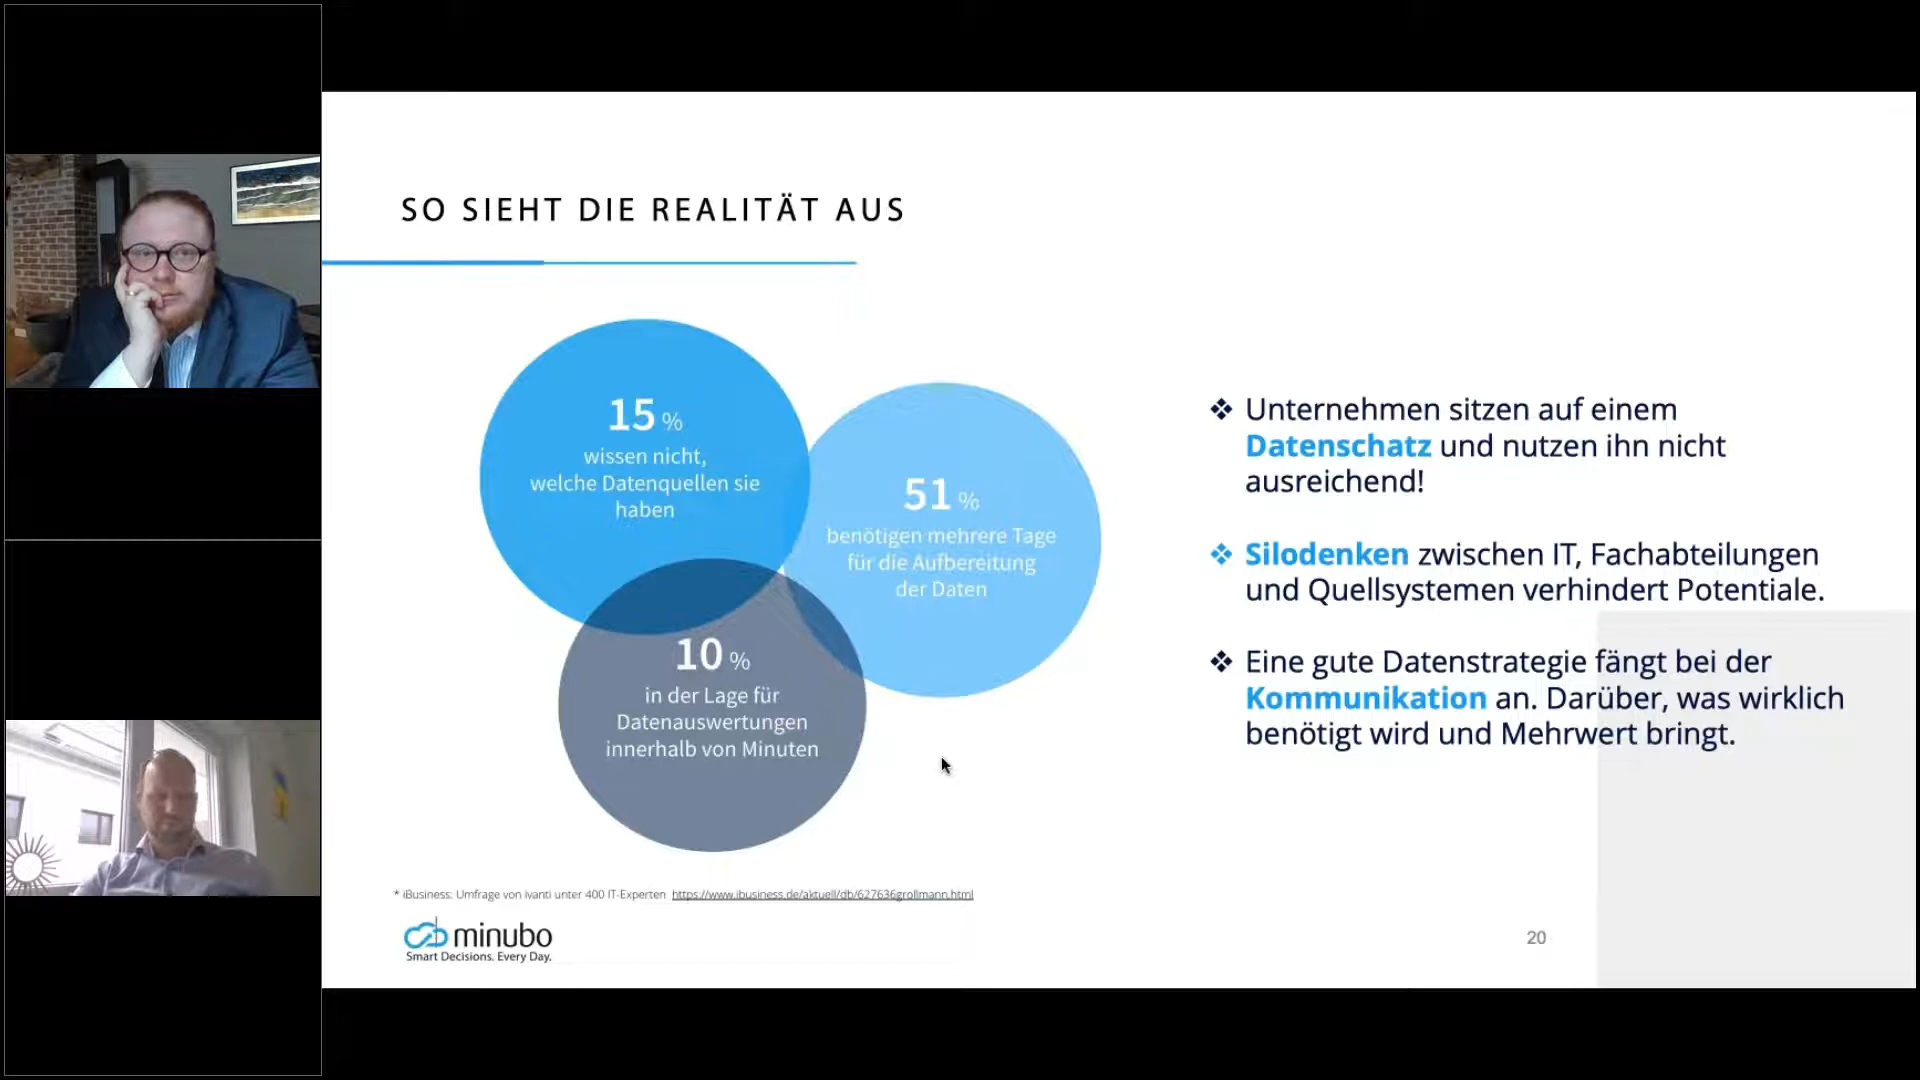 SO SIEHT DIE REALITÄT AUS
15 %
wissen nicht,
welche Datenquellen sie
haben
51 %
benötigen mehrere Tage
für die Aufbereitung
der Daten
10 %
in der Lage für
Datenauswertungen
innerhalb von Minuten
❖ Unternehmen sitzen auf einem
Datenschatz und nutzen ihn nicht
ausreichend!
❖ Silodenken zwischen IT, Fachabteilungen
und Quellsystemen verhindert Potentiale.
❖ Eine gute Datenstrategie fängt bei der
Kommunikation an. Darüber, was wirklich
benötigt wird und Mehrwert bringt.
* iBusiness: Umfrage von ivanti unter 400 IT-Experten https://www.ibusiness.de/aktuell/db/627636grollmann.html
minubo
Smart Decisions. Every Day.
20